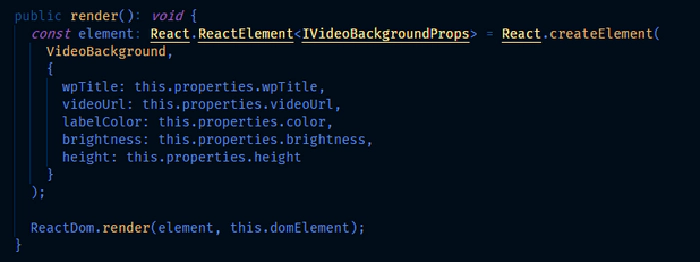 public render(): void {
const element: React.ReactElement<IVideoBackgroundProps> = React.createElement(
VideoBackground,
{
wpTitle: this.properties.wpTitle,
videoUrl: this.properties.videoUrl,
labelColor: this.properties.color,
brightness: this.properties.brightness,
height: this.properties.height
}
);
ReactDom.render(element, this.domElement);
}